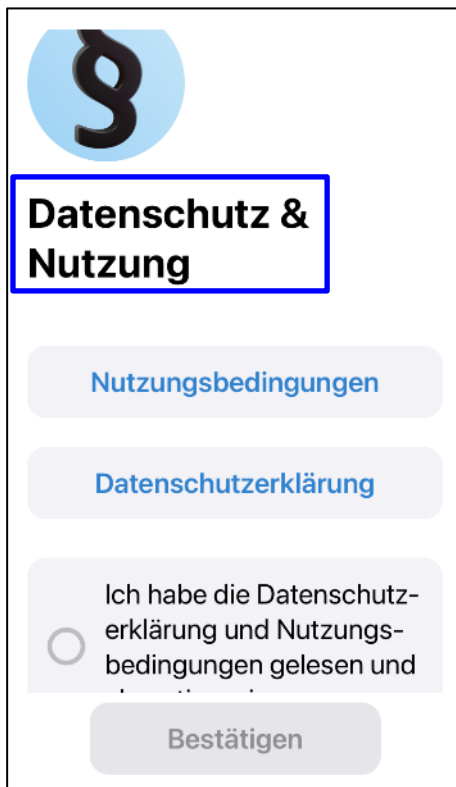 §
Datenschutz &
Nutzung
Nutzungsbedingungen
Datenschutzerklärung
Ich habe die Datenschutz-
erklärung und Nutzungs-
bedingungen gelesen und
Bestätigen